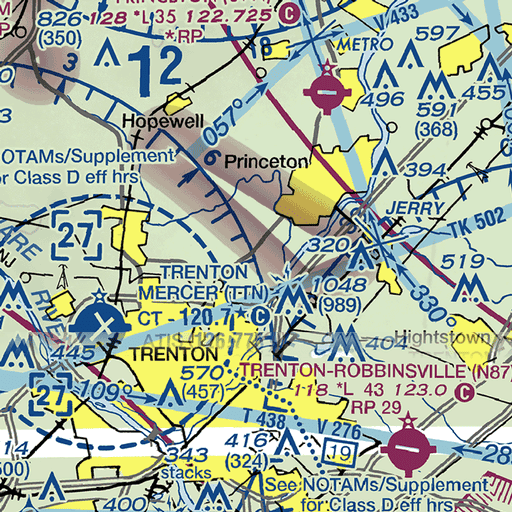 826 128 *L 35 122.725 C
(350) *RP
V 433
METRO
597
3
12
8
496
591
(368)
455
Hopewell
057°
NOTAMs/Supplement
or Class D eff hrs
6
Princeton
394
JERRY
TK 502
27
320
519
TRENTON
MERCER (TTN)
CT - 120.7 * C
1048
(989)
330
Hightstown
445
TRENTON
404
TRENTON-ROBBINSVILLE (N87)
118 *L 43 123.0 C
RP 29
570
(457)
27
109°
T 438
V 276
343
stacks
416
(324)
19
28
See NOTAMs/Supplement
for Class D eff hrs
400